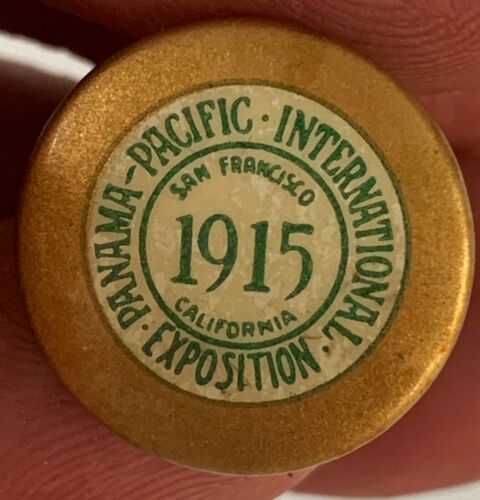 PANAMA-PACIFIC · INTERNATIONAL · EXPOSITION ·
SAN FRANCISCO
1915
CALIFORNIA